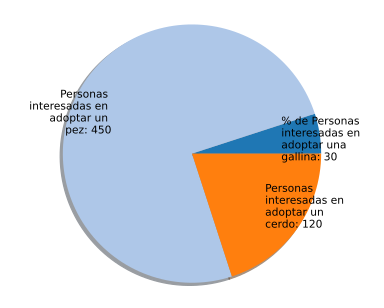 Personas
interesadas en
adoptar un
pez: 450
% de Personas
interesadas en
adoptar una
gallina: 30
Personas
interesadas en
adoptar un
cerdo: 120